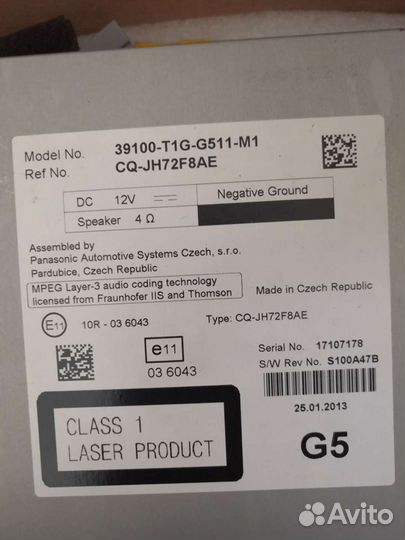 Model No. 39100-T1G-G511-M1
Ref No. CQ-JH72F8AE
DC 12V Negative Ground
Speaker 4 Ω
Assembled by
Panasonic Automotive Systems Czech, s.r.o.
Pardubice, Czech Republic
MPEG Layer-3 audio coding technology
licensed from Fraunhofer IIS and Thomson
Made in Czech Republic
E11 10R - 03 6043 Type: CQ-JH72F8AE
e11
03 6043
Serial No. 17107178
S/W Rev No. S100A47B
25.01.2013
CLASS 1
LASER PRODUCT
G5
Avito